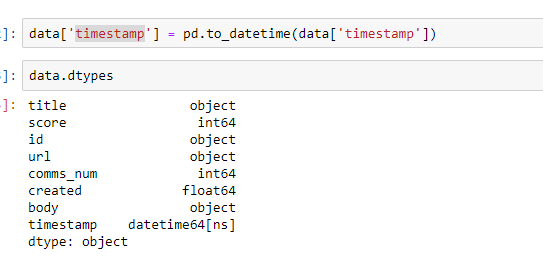 ]: data['timestamp'] = pd.to_datetime(data['timestamp'])
]: data.dtypes
]: title object
score int64
id object
url object
comms_num int64
created float64
body object
timestamp datetime64[ns]
dtype: object